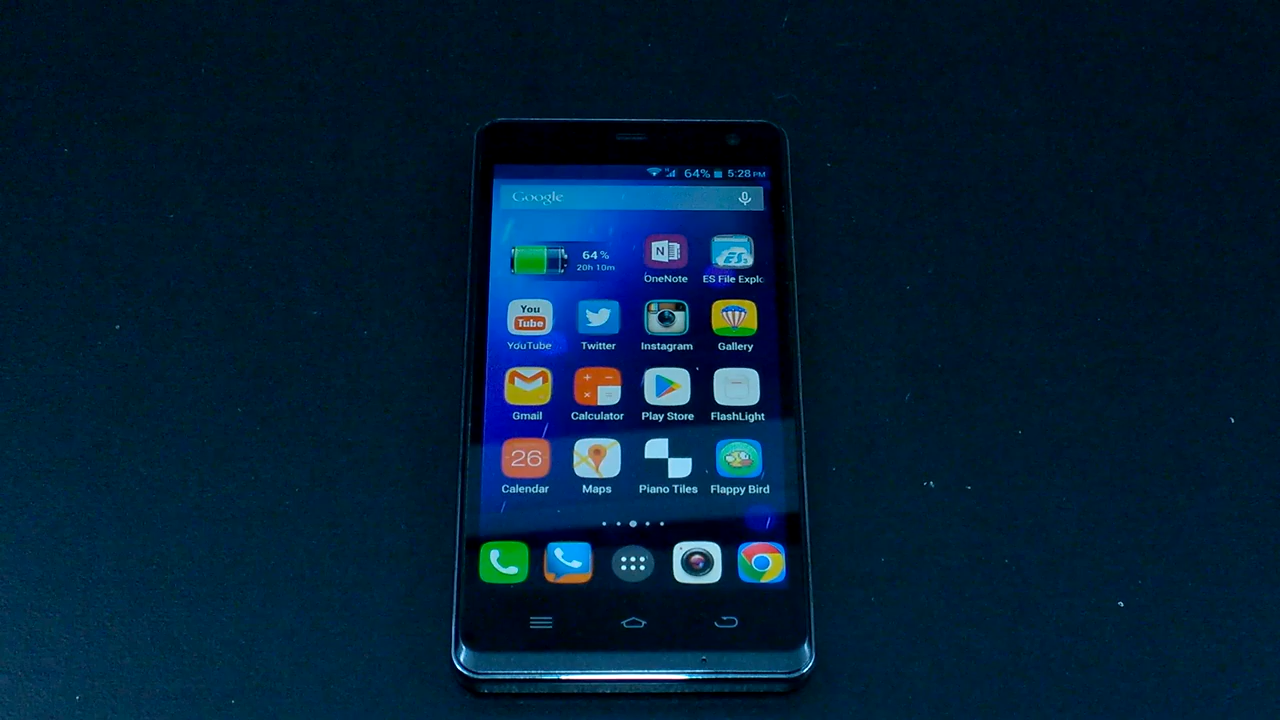 64% 5:28 PM
Google
64%
20h 10m
OneNote ES File Explo
You Tube
YouTube Twitter Instagram Gallery
Gmail Calculator Play Store FlashLight
26
Calendar Maps Piano Tiles Flappy Bird